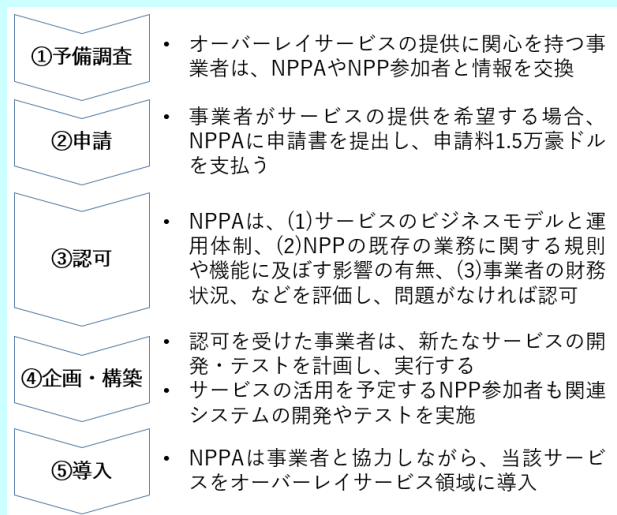 ①予備調査
• オーバーレイサービスの提供に関心を持つ事
業者は、NPPAやNPP参加者と情報を交換
②申請
• 事業者がサービスの提供を希望する場合、
NPPAに申請書を提出し、申請料1.5万豪ドル
を支払う
③認可
• NPPAは、(1)サービスのビジネスモデルと運
用体制、(2)NPPの既存の業務に関する規則
や機能に及ぼす影響の有無、(3)事業者の財務
状況、などを評価し、問題がなければ認可
④企画・構築
• 認可を受けた事業者は、新たなサービスの開
発・テストを計画し、実行する
• サービスの活用を予定するNPP参加者も関連
システムの開発やテストを実施
⑤導入
• NPPAは事業者と協力しながら、当該サービ
スをオーバーレイサービス領域に導入